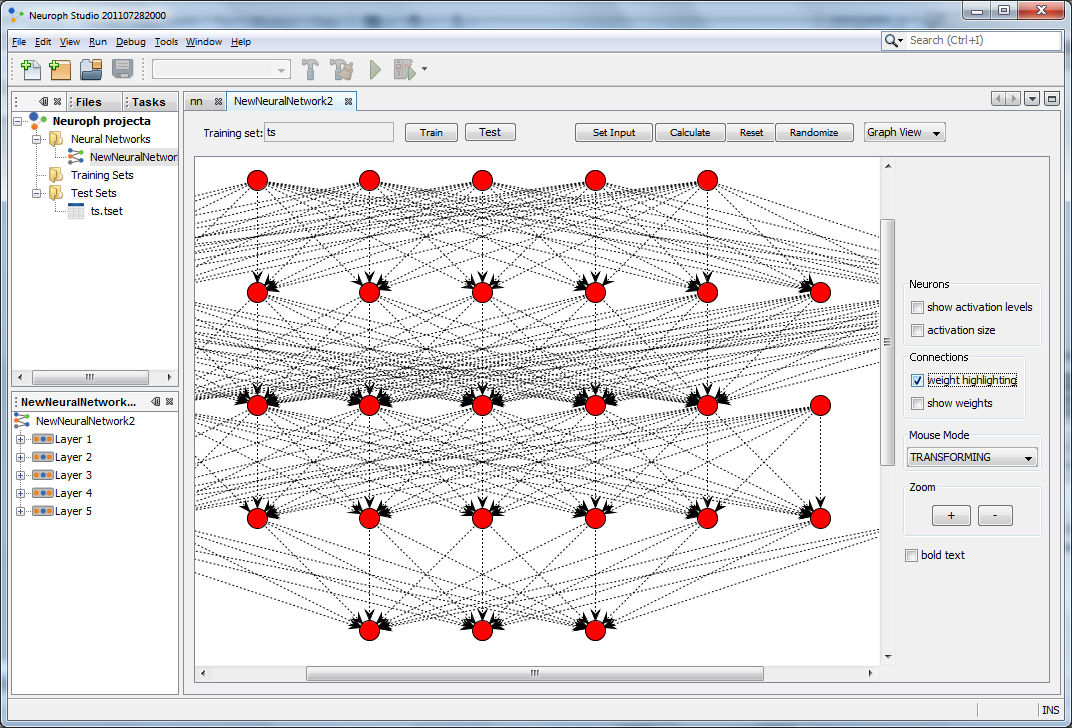 Neuroph Studio 201107282000
File Edit View Run Debug Tools Window Help
Search (Ctrl+I)
Files Tasks
nn NewNeuralNetwork2
Neuroph projecta
Neural Networks
NewNeuralNetwor
Training Sets
Test Sets
ts.tset
Training set: ts Train Test Set Input Calculate Reset Randomize Graph View
Neurons
show activation levels
activation size
Connections
weight highlighting
show weights
Mouse Mode
TRANSFORMING
Zoom
+ -
bold text
NewNeuralNetwork...
NewNeuralNetwork2
Layer 1
Layer 2
Layer 3
Layer 4
Layer 5
INS